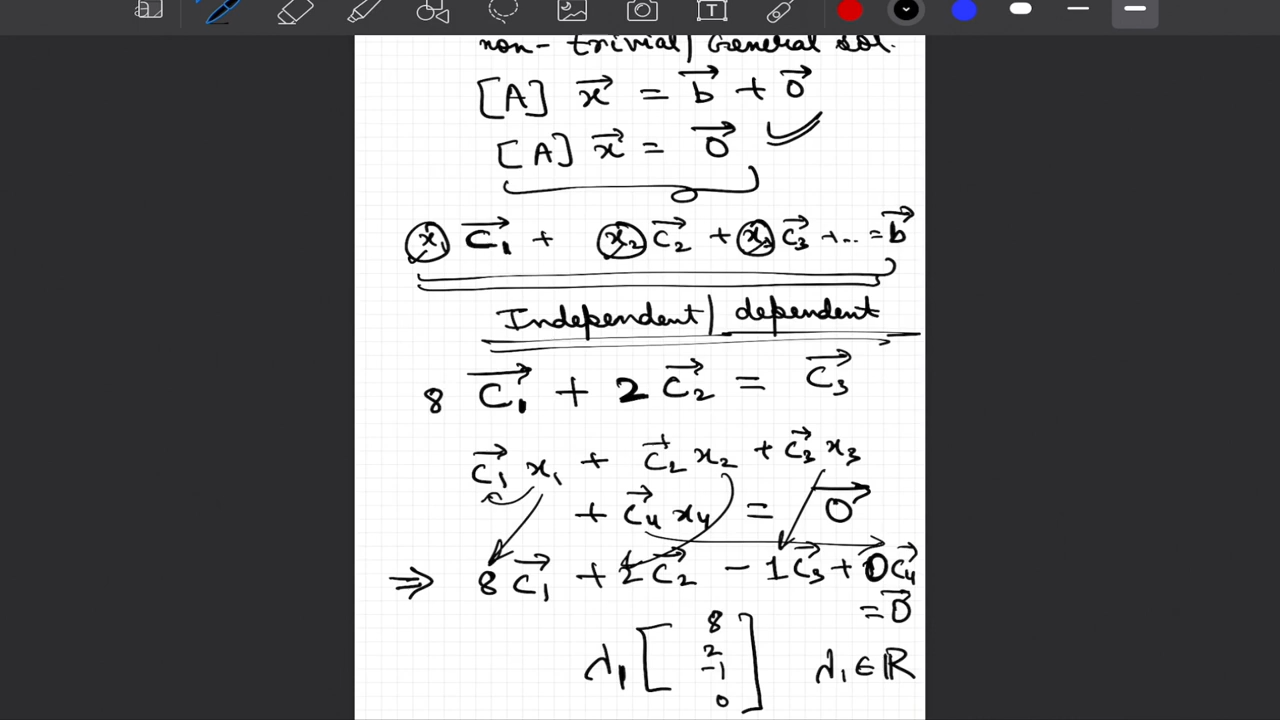 non-trivial/General sol.
[A] x⃗ = b⃗ + 0⃗
[A] x⃗ = 0⃗ ✓
x₁ c⃗₁ + x₂ c⃗₂ + x₃ c⃗₃ + ... = b⃗
Independent/dependent
8 c⃗₁ + 2 c⃗₂ = c⃗₃
c⃗₁ x₁ + c⃗₂ x₂ + c⃗₃ x₃
+ c⃗₄ x₄ = 0⃗
⇒ 8 c⃗₁ + 2 c⃗₂ - 1 c⃗₃ + 0 c⃗₄
= 0⃗
λ₁ [8 2 -1 0] λ₁ ∈ ℝ